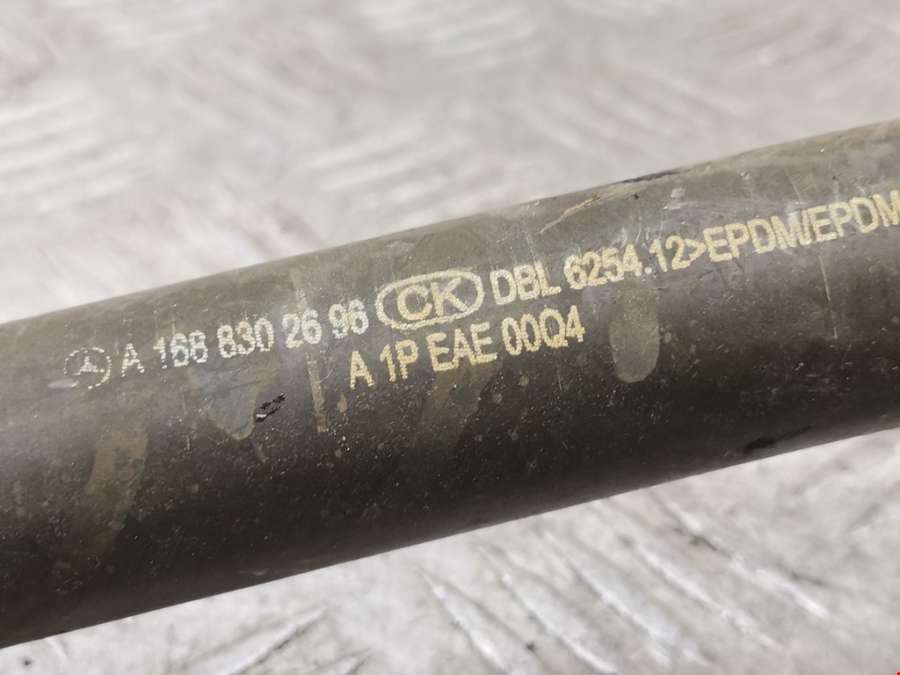 A 168 830 26 96 CK DBL 6254.12>EPDM/EPDM
A 1P EAE 00Q4